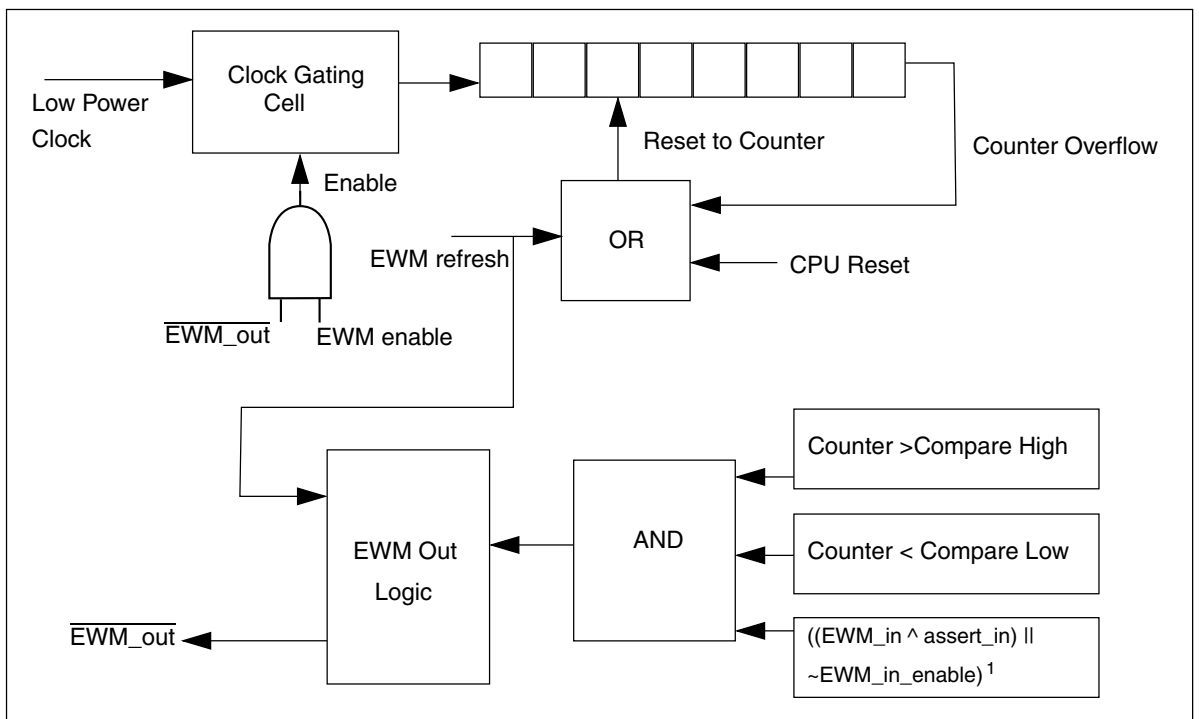 Low Power
Clock
Clock Gating
Cell
Enable
EWM_out
EWM enable
Reset to Counter
Counter Overflow
OR
EWM refresh
CPU Reset
Counter >Compare High
Counter < Compare Low
((EWM_in ^ assert_in) ||
~EWM_in_enable) 1
AND
EWM Out
Logic
EWM_out